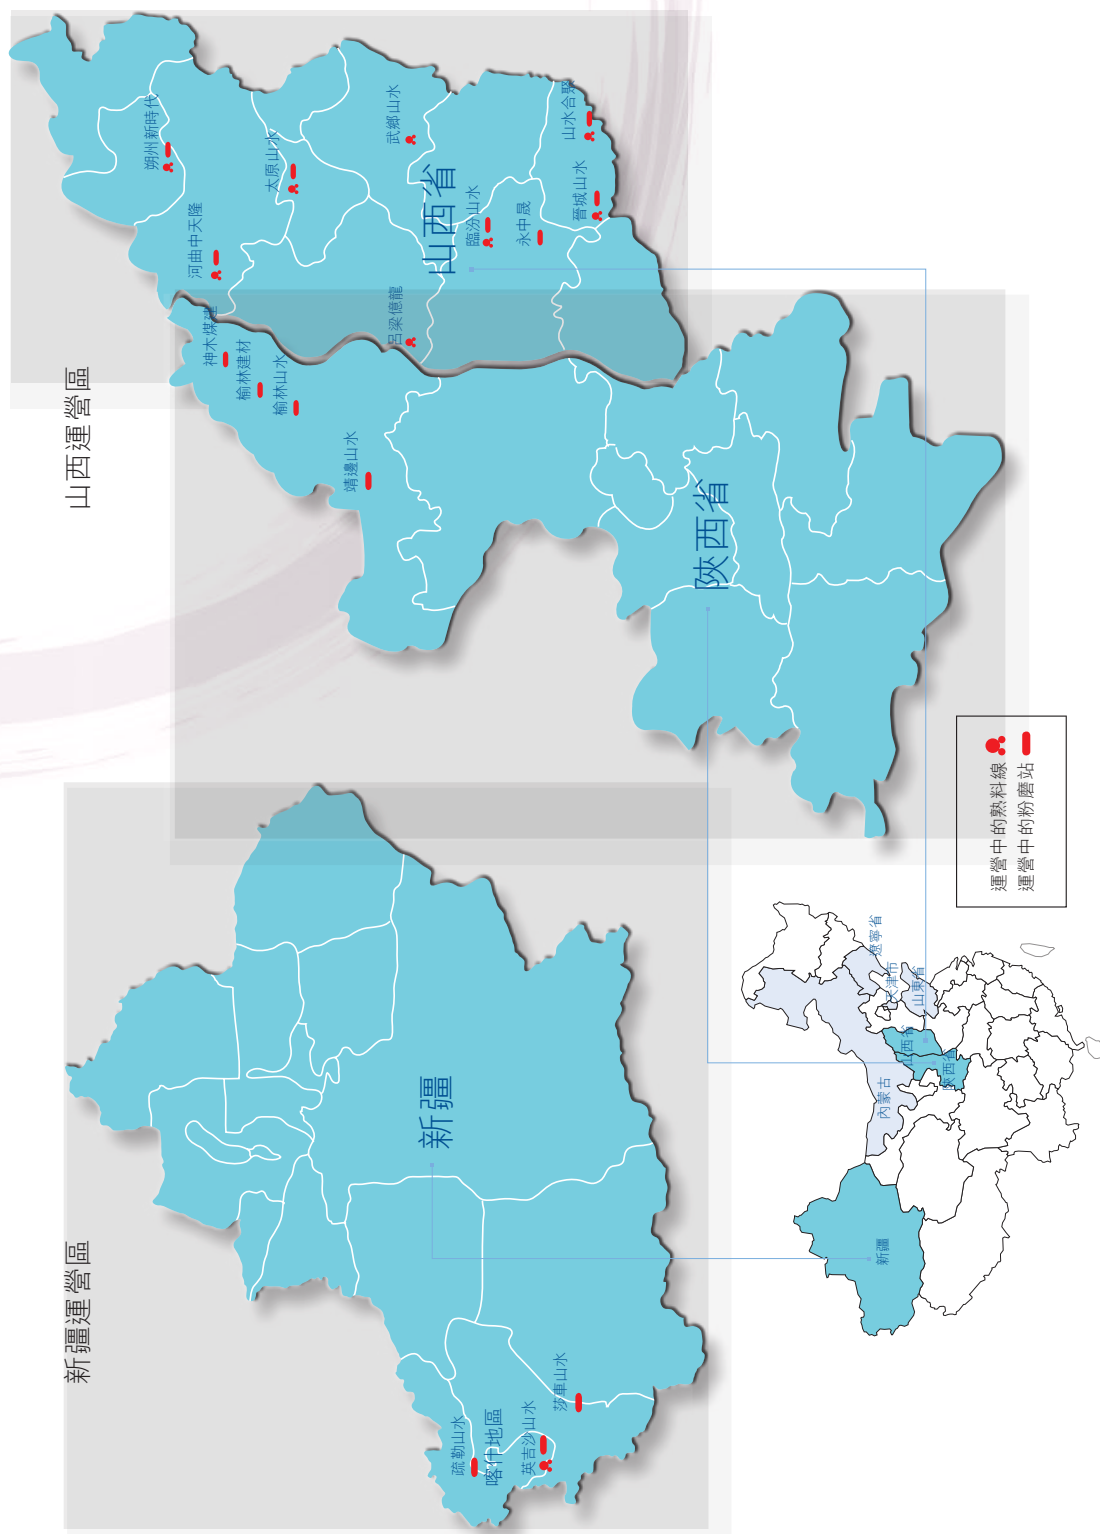 新疆運營區
新疆
疏勒山水
喀什地區
英吉沙山水
莎車山水
山西運營區
山西省
朔州新時代
河曲中天隆
太原山水
武鄉山水
呂梁億龍
臨汾山水
永中晟
山水合聚
晉城山水
陝西省
神木煤建
榆林建材
榆林山水
靖邊山水
新疆
內蒙古
山西省
陝西省
天津市
山東省
遼寧省
運營中的熟料線
運營中的粉磨站